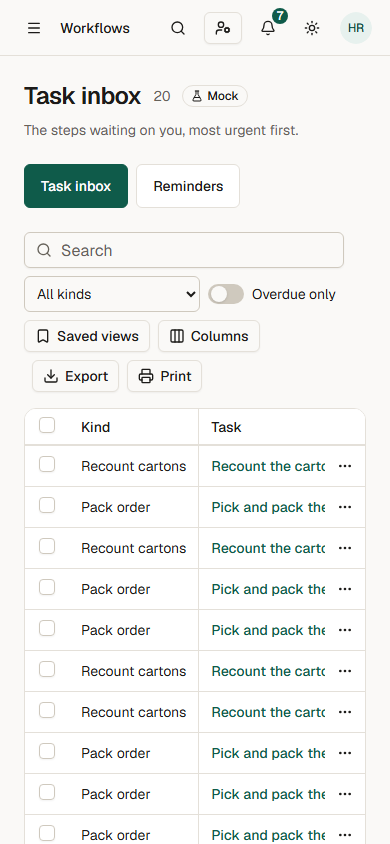 Workflows 7 HR
Task inbox 20 Mock
The steps waiting on you, most urgent first.
Task inbox Reminders
Search
All kinds Overdue only
Saved views Columns
Export Print
Kind Task
Recount cartons Recount the carto
Pack order Pick and pack the
Recount cartons Recount the carto
Pack order Pick and pack the
Pack order Pick and pack the
Recount cartons Recount the carto
Recount cartons Recount the carto
Pack order Pick and pack the
Pack order Pick and pack the
Pack order Pick and pack the